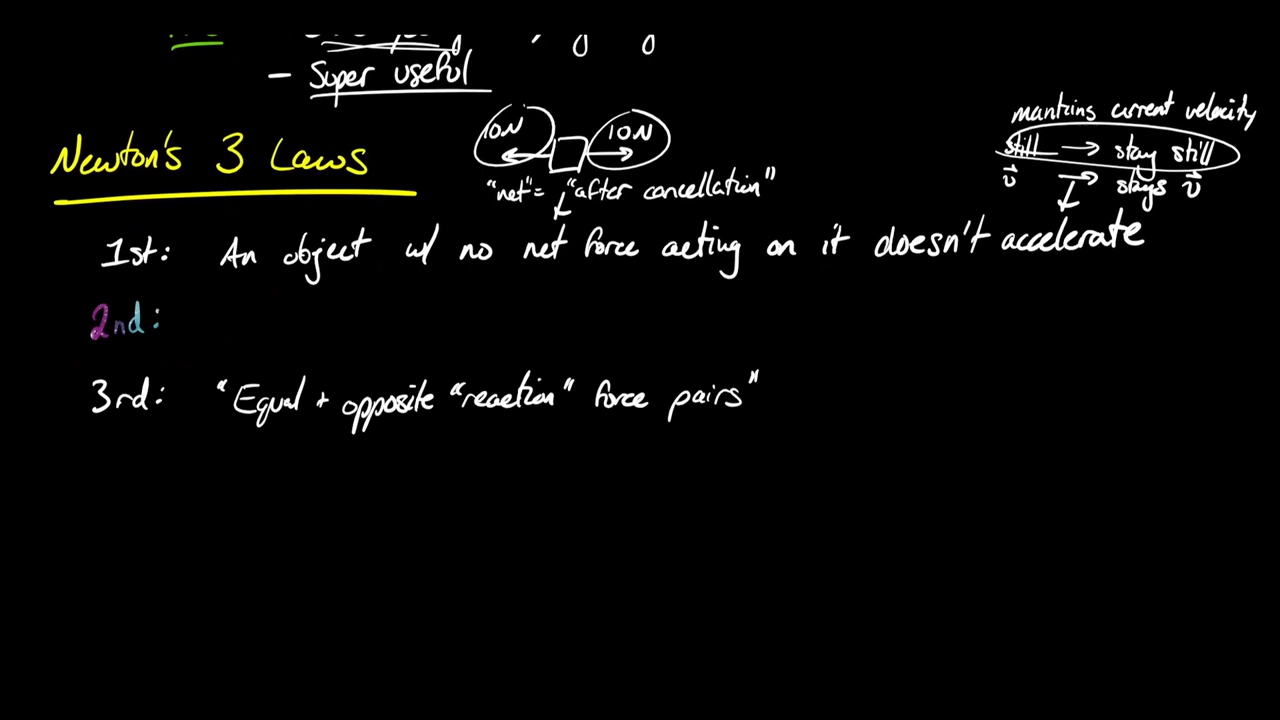 - Super useful
Newton's 3 Laws
10N 10N
"net" = "after cancellation"
mantains current velocity
still → stay still
v → stays v
1st: An object w/ no net force acting on it doesn't accelerate
2nd:
3rd: "Equal + opposite "reaction" force pairs"